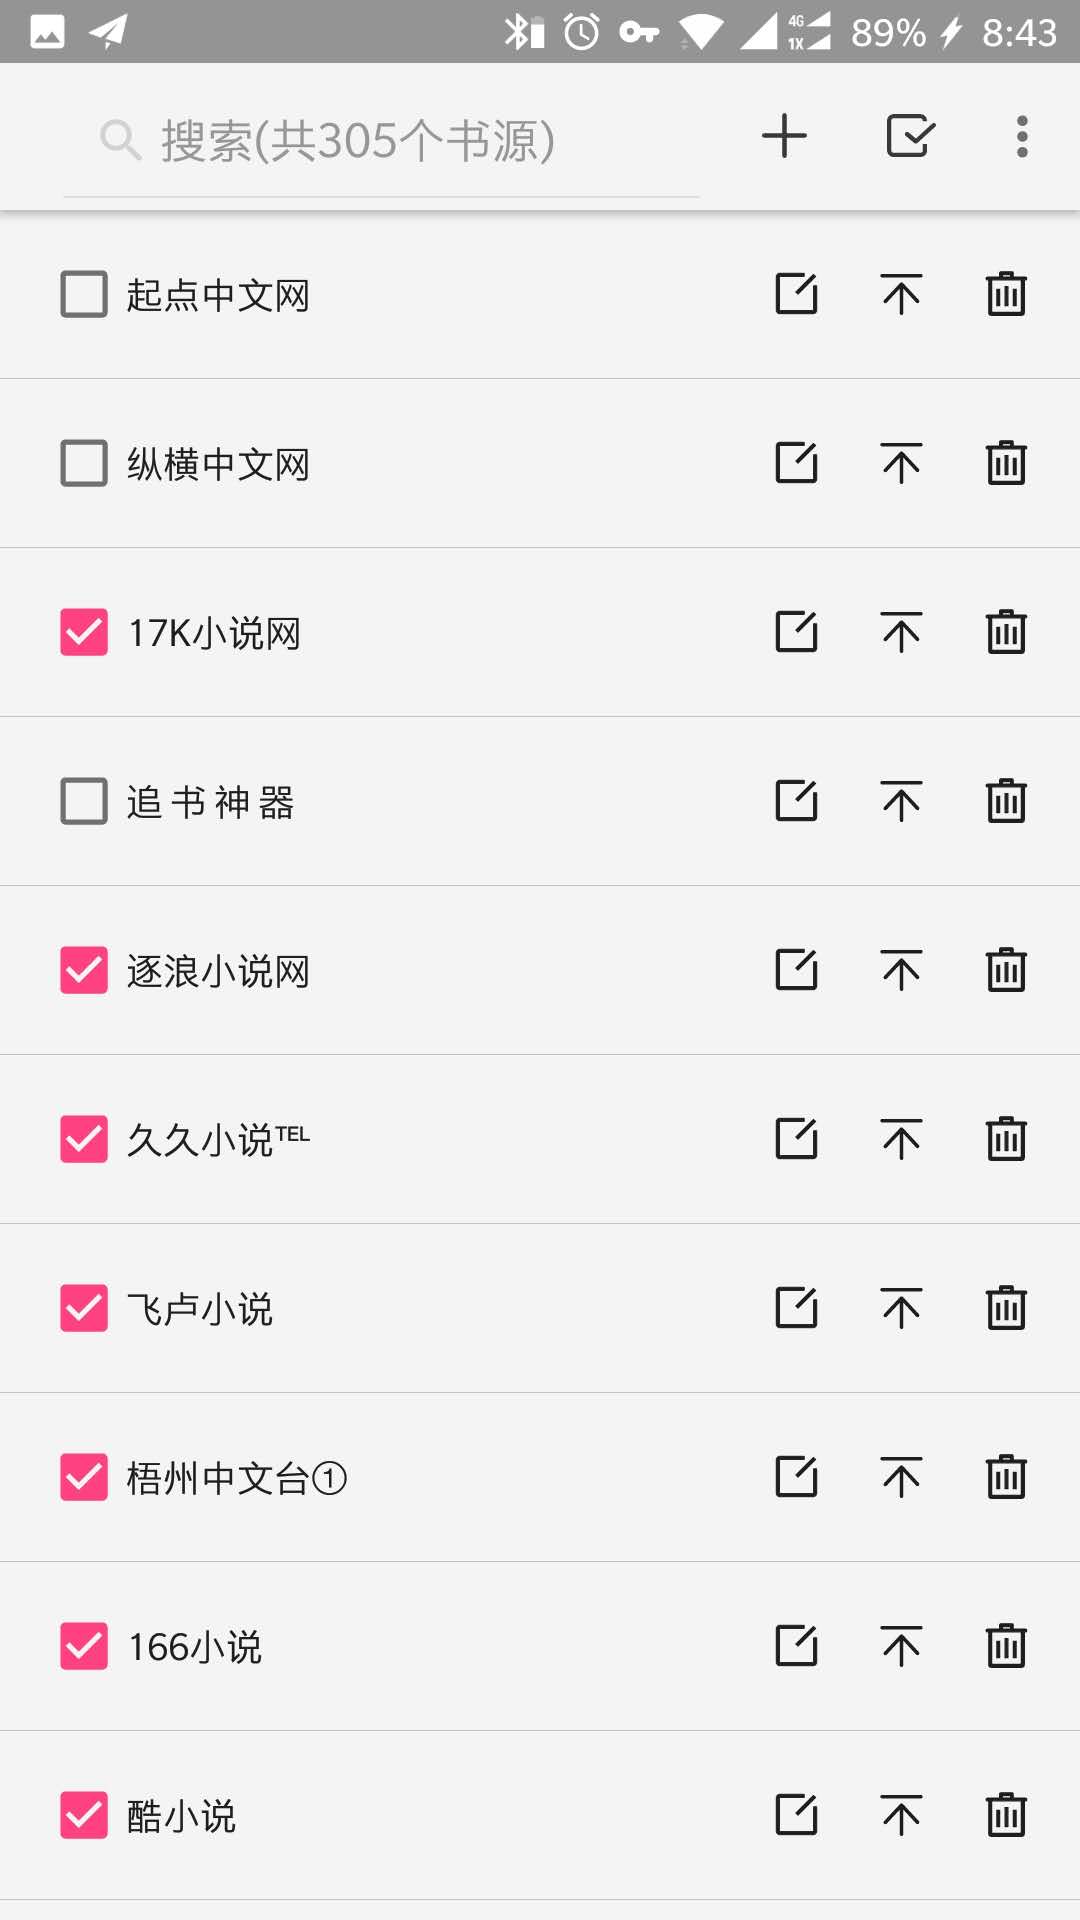 4G
1X
89%
8:43
搜索(共305个书源)
起点中文网
纵横中文网
17K小说网
追 书 神 器
逐浪小说网
久久小说℡
飞卢小说
梧州中文台①
166小说
酷小说